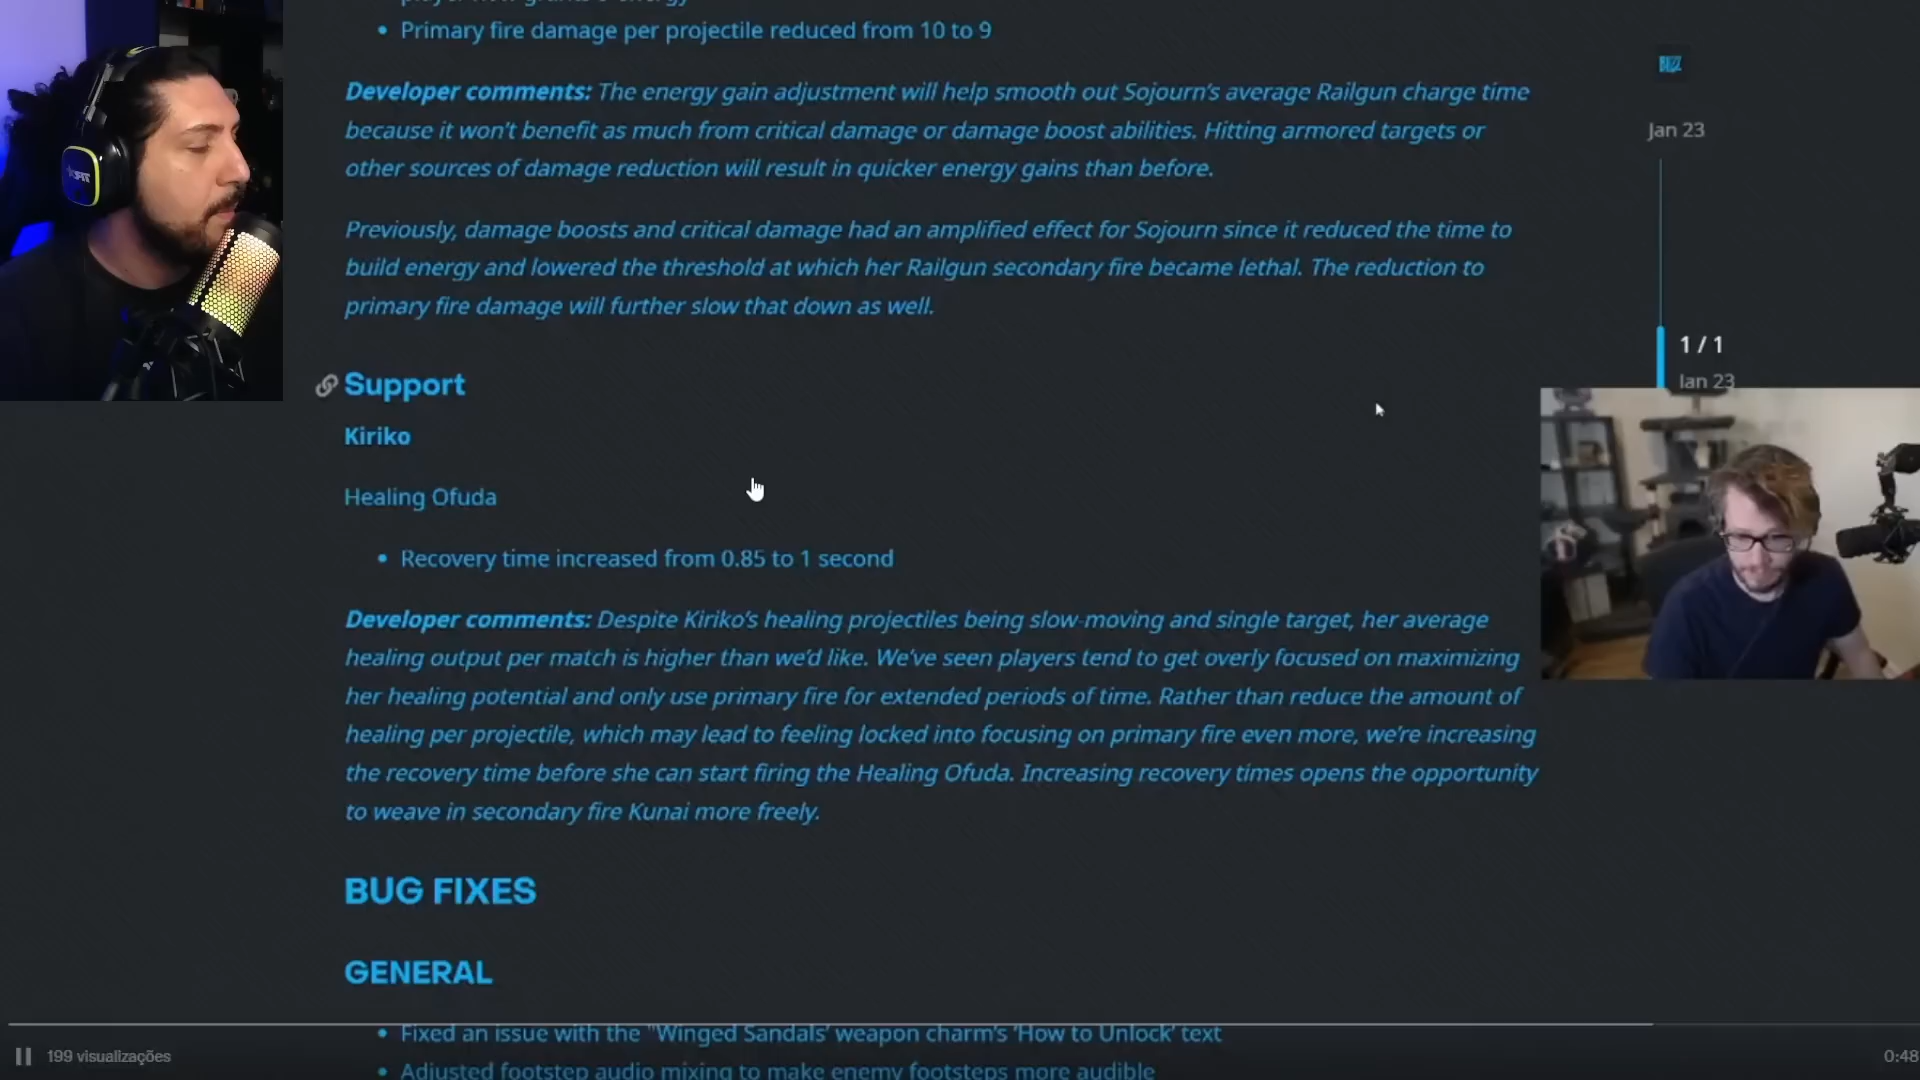 Primary fire damage per projectile reduced from 10 to 9
Developer comments: The energy gain adjustment will help smooth out Sojourn's average Railgun charge time
because it won't benefit as much from critical damage or damage boost abilities. Hitting armored targets or
other sources of damage reduction will result in quicker energy gains than before.
Jan 23
Previously, damage boosts and critical damage had an amplified effect for Sojourn since it reduced the time to
build energy and lowered the threshold at which her Railgun secondary fire became lethal. The reduction to
primary fire damage will further slow that down as well.
1 / 1
Jan 23
Support
Kiriko
Healing Ofuda
Recovery time increased from 0.85 to 1 second
Developer comments: Despite Kiriko's healing projectiles being slow-moving and single target, her average
healing output per match is higher than we'd like. We've seen players tend to get overly focused on maximizing
her healing potential and only use primary fire for extended periods of time. Rather than reduce the amount of
healing per projectile, which may lead to feeling locked into focusing on primary fire even more, we're increasing
the recovery time before she can start firing the Healing Ofuda. Increasing recovery times opens the opportunity
to weave in secondary fire Kunai more freely.
BUG FIXES
GENERAL
Fixed an issue with the "Winged Sandals' weapon charm's 'How to Unlock' text
199 visualizações
0:48
Adjusted footstep audio mixing to make enemy footsteps more audible